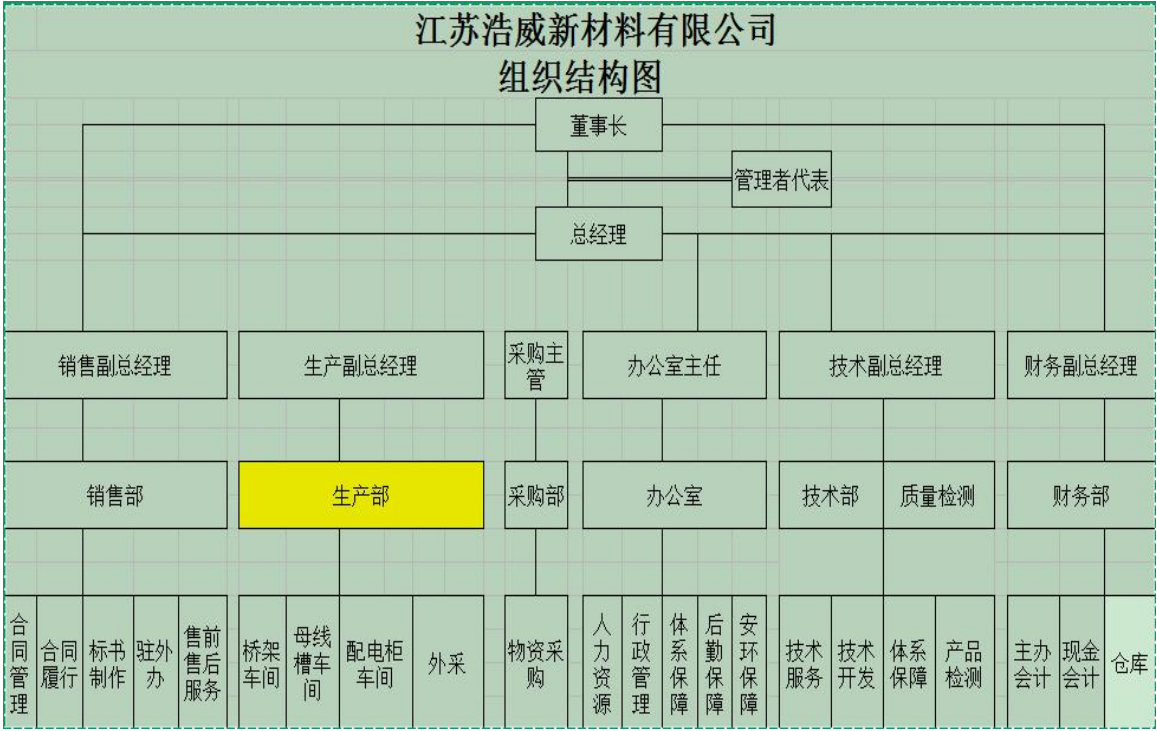 江苏浩威新材料有限公司
组织结构图
董事长
管理者代表
总经理
销售副总经理
生产副总经理
采购主
管
办公室主任
技术副总经理
财务副总经理
销售部
生产部
采购部
办公室
技术部
质量检测
财务部
合
同
管
理
合同
履行
标书
制作
驻外
办
售前
售后
服务
桥架
车间
母线
槽车
间
配电柜
车间
外采
物资采
购
人
力
资
源
行
政
管
理
体
系
保
障
后
勤
保
障
安
环
保
障
技术
服务
技术
开发
体系
保障
产品
检测
主办
会计
现金
会计
仓库